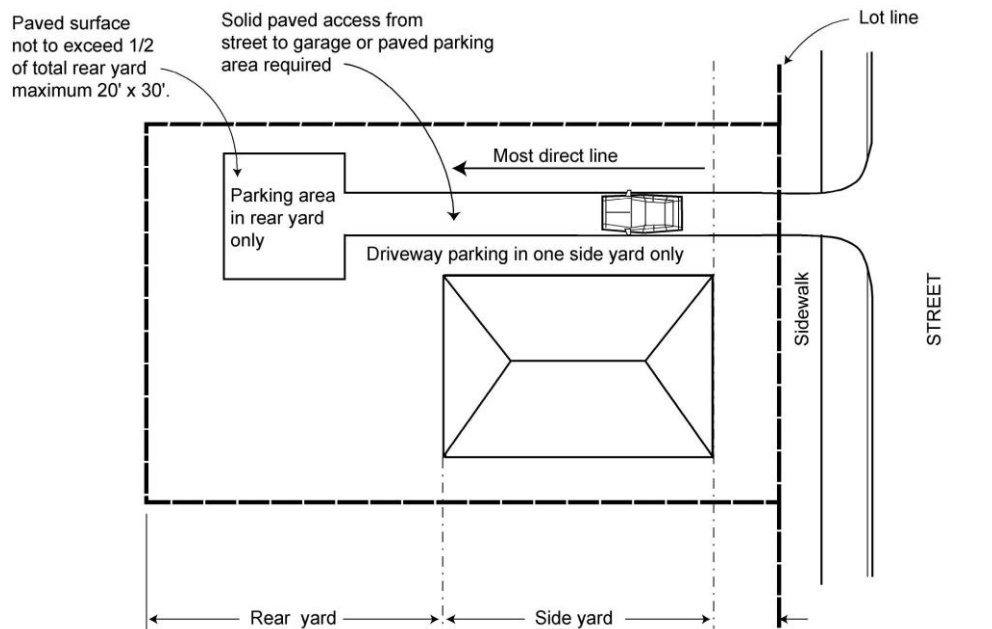 Paved surface
not to exceed 1/2
of total rear yard
maximum 20' x 30'.
Solid paved access from
street to garage or paved parking
area required
Lot line
Most direct line
Parking area
in rear yard
only
Driveway parking in one side yard only
Sidewalk
STREET
Rear yard
Side yard